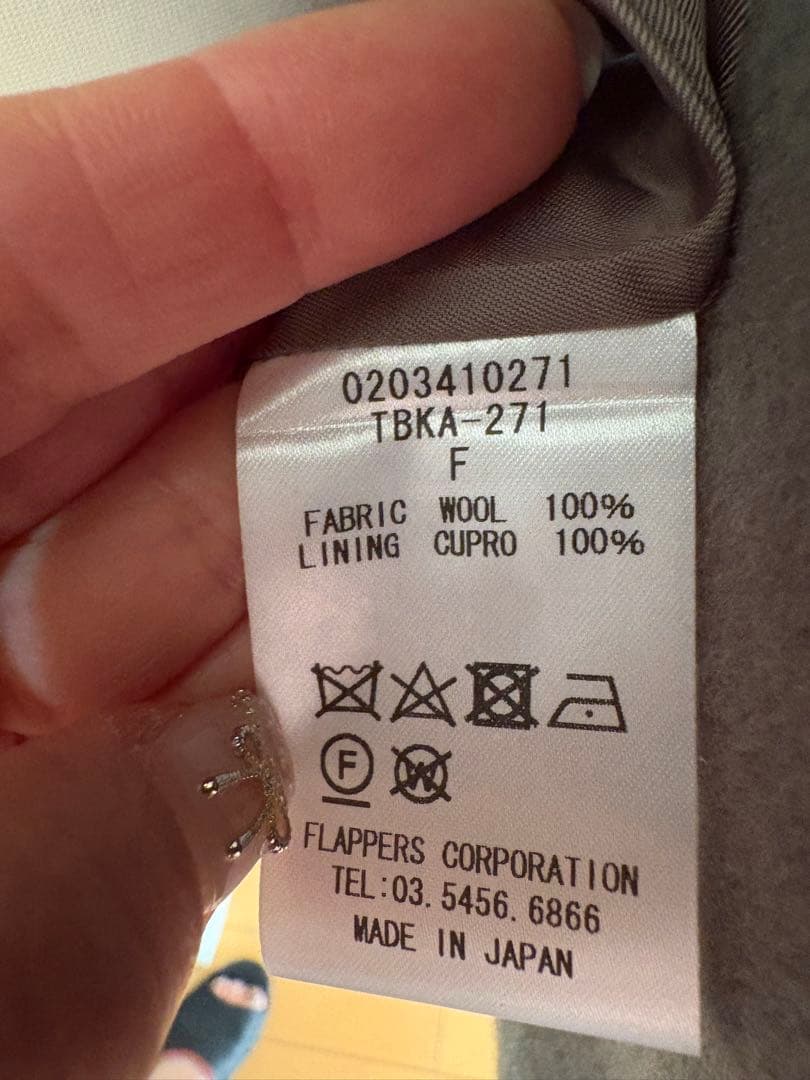 0203410271
TBKA-271
F
FABRIC WOOL 100%
LINING CUPRO 100%
F W
FLAPPERS CORPORATION
TEL:03. 5456. 6866
MADE IN JAPAN